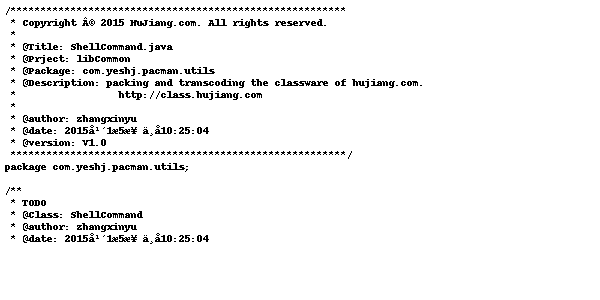 /********************************************************
 * Copyright Â© 2015 HuJiang.com. All rights reserved.
 *
 * @Title: ShellCommand.java
 * @Prject: libCommon
 * @Package: com.yeshj.pacman.utils
 * @Description: packing and transcoding the classware of hujiang.com.
 *                 http://class.hujiang.com
 *
 * @author: zhangxinyu
 * @date: 2015å¹´1æ5æ¥ ä¸å10:25:04
 * @version: V1.0
 ********************************************************/
package com.yeshj.pacman.utils;
/**
 * TODO
 * @Class: ShellCommand
 * @author: zhangxinyu
 * @date: 2015å¹´1æ5æ¥ ä¸å10:25:04